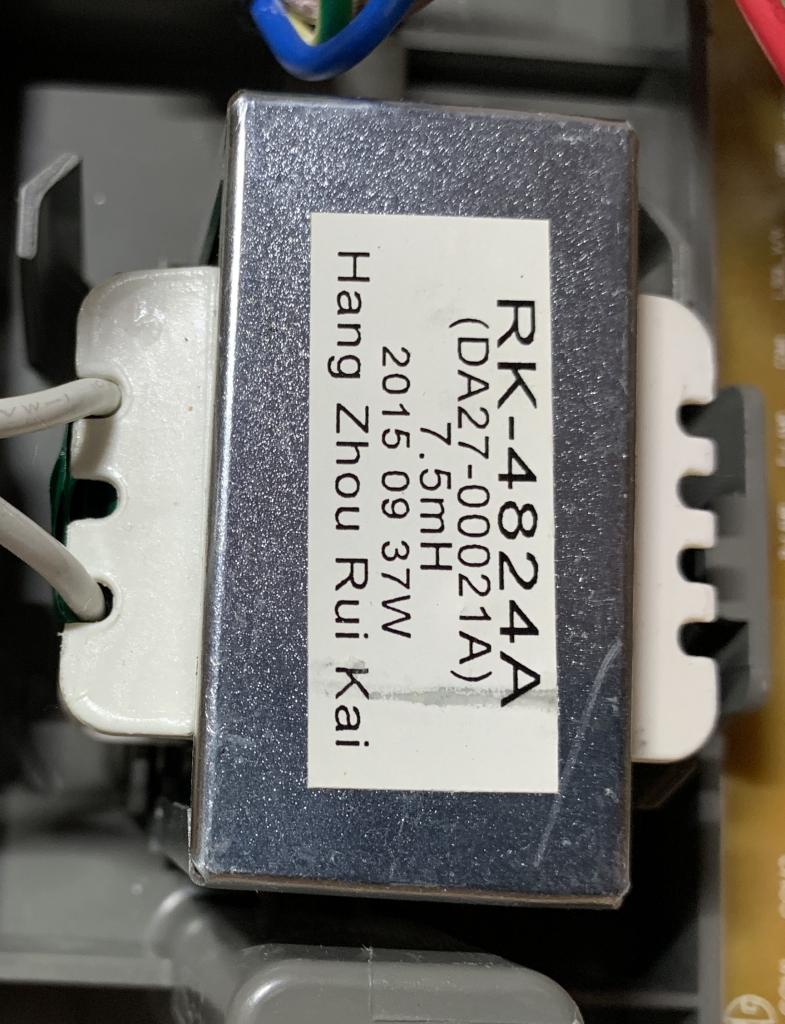 RK-4824A
(DA27-00021A)
7.5mH
2015 09 37W
Hang Zhou Rui Kai